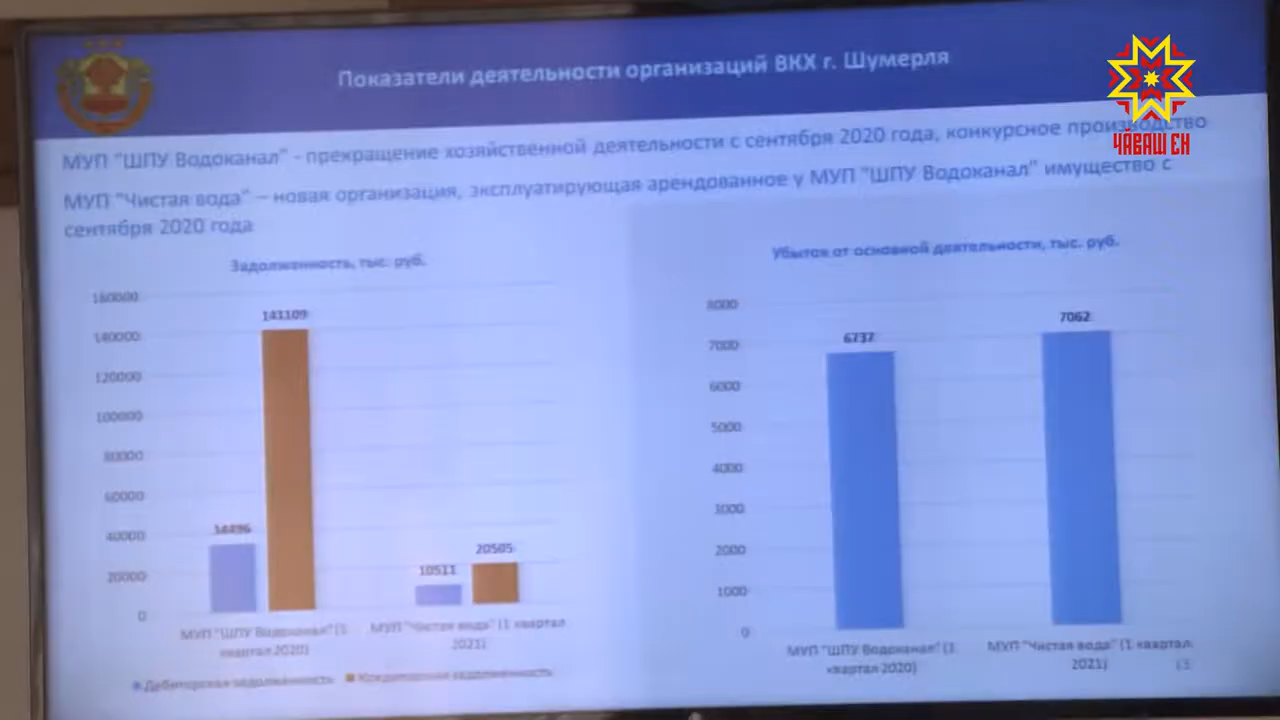 Показатели деятельности организаций ВКХ г. Шумерля
ЧӐВАШ ЕН
МУП "ШПУ Водоканал" - прекращение хозяйственной деятельности с сентября 2020 года, конкурсное производство
МУП "Чистая вода" – новая организация, эксплуатирующая арендованное у МУП "ШПУ Водоканал" имущество с
сентября 2020 года
Задолженность, тыс. руб.
160000
140000
120000
100000
80000
60000
40000
20000
0
34496
141109
10511
20505
МУП "ШПУ Водоканал" (1
квартал 2020)
МУП "Чистая вода" (1 квартал
2021)
Дебиторская задолженность
Кредиторская задолженность
Убыток от основной деятельности, тыс. руб.
8000
7000
6000
5000
4000
3000
2000
1000
0
6737
7062
МУП "ШПУ Водоканал" (1
квартал 2020)
МУП "Чистая вода" (1 квартал
2021)